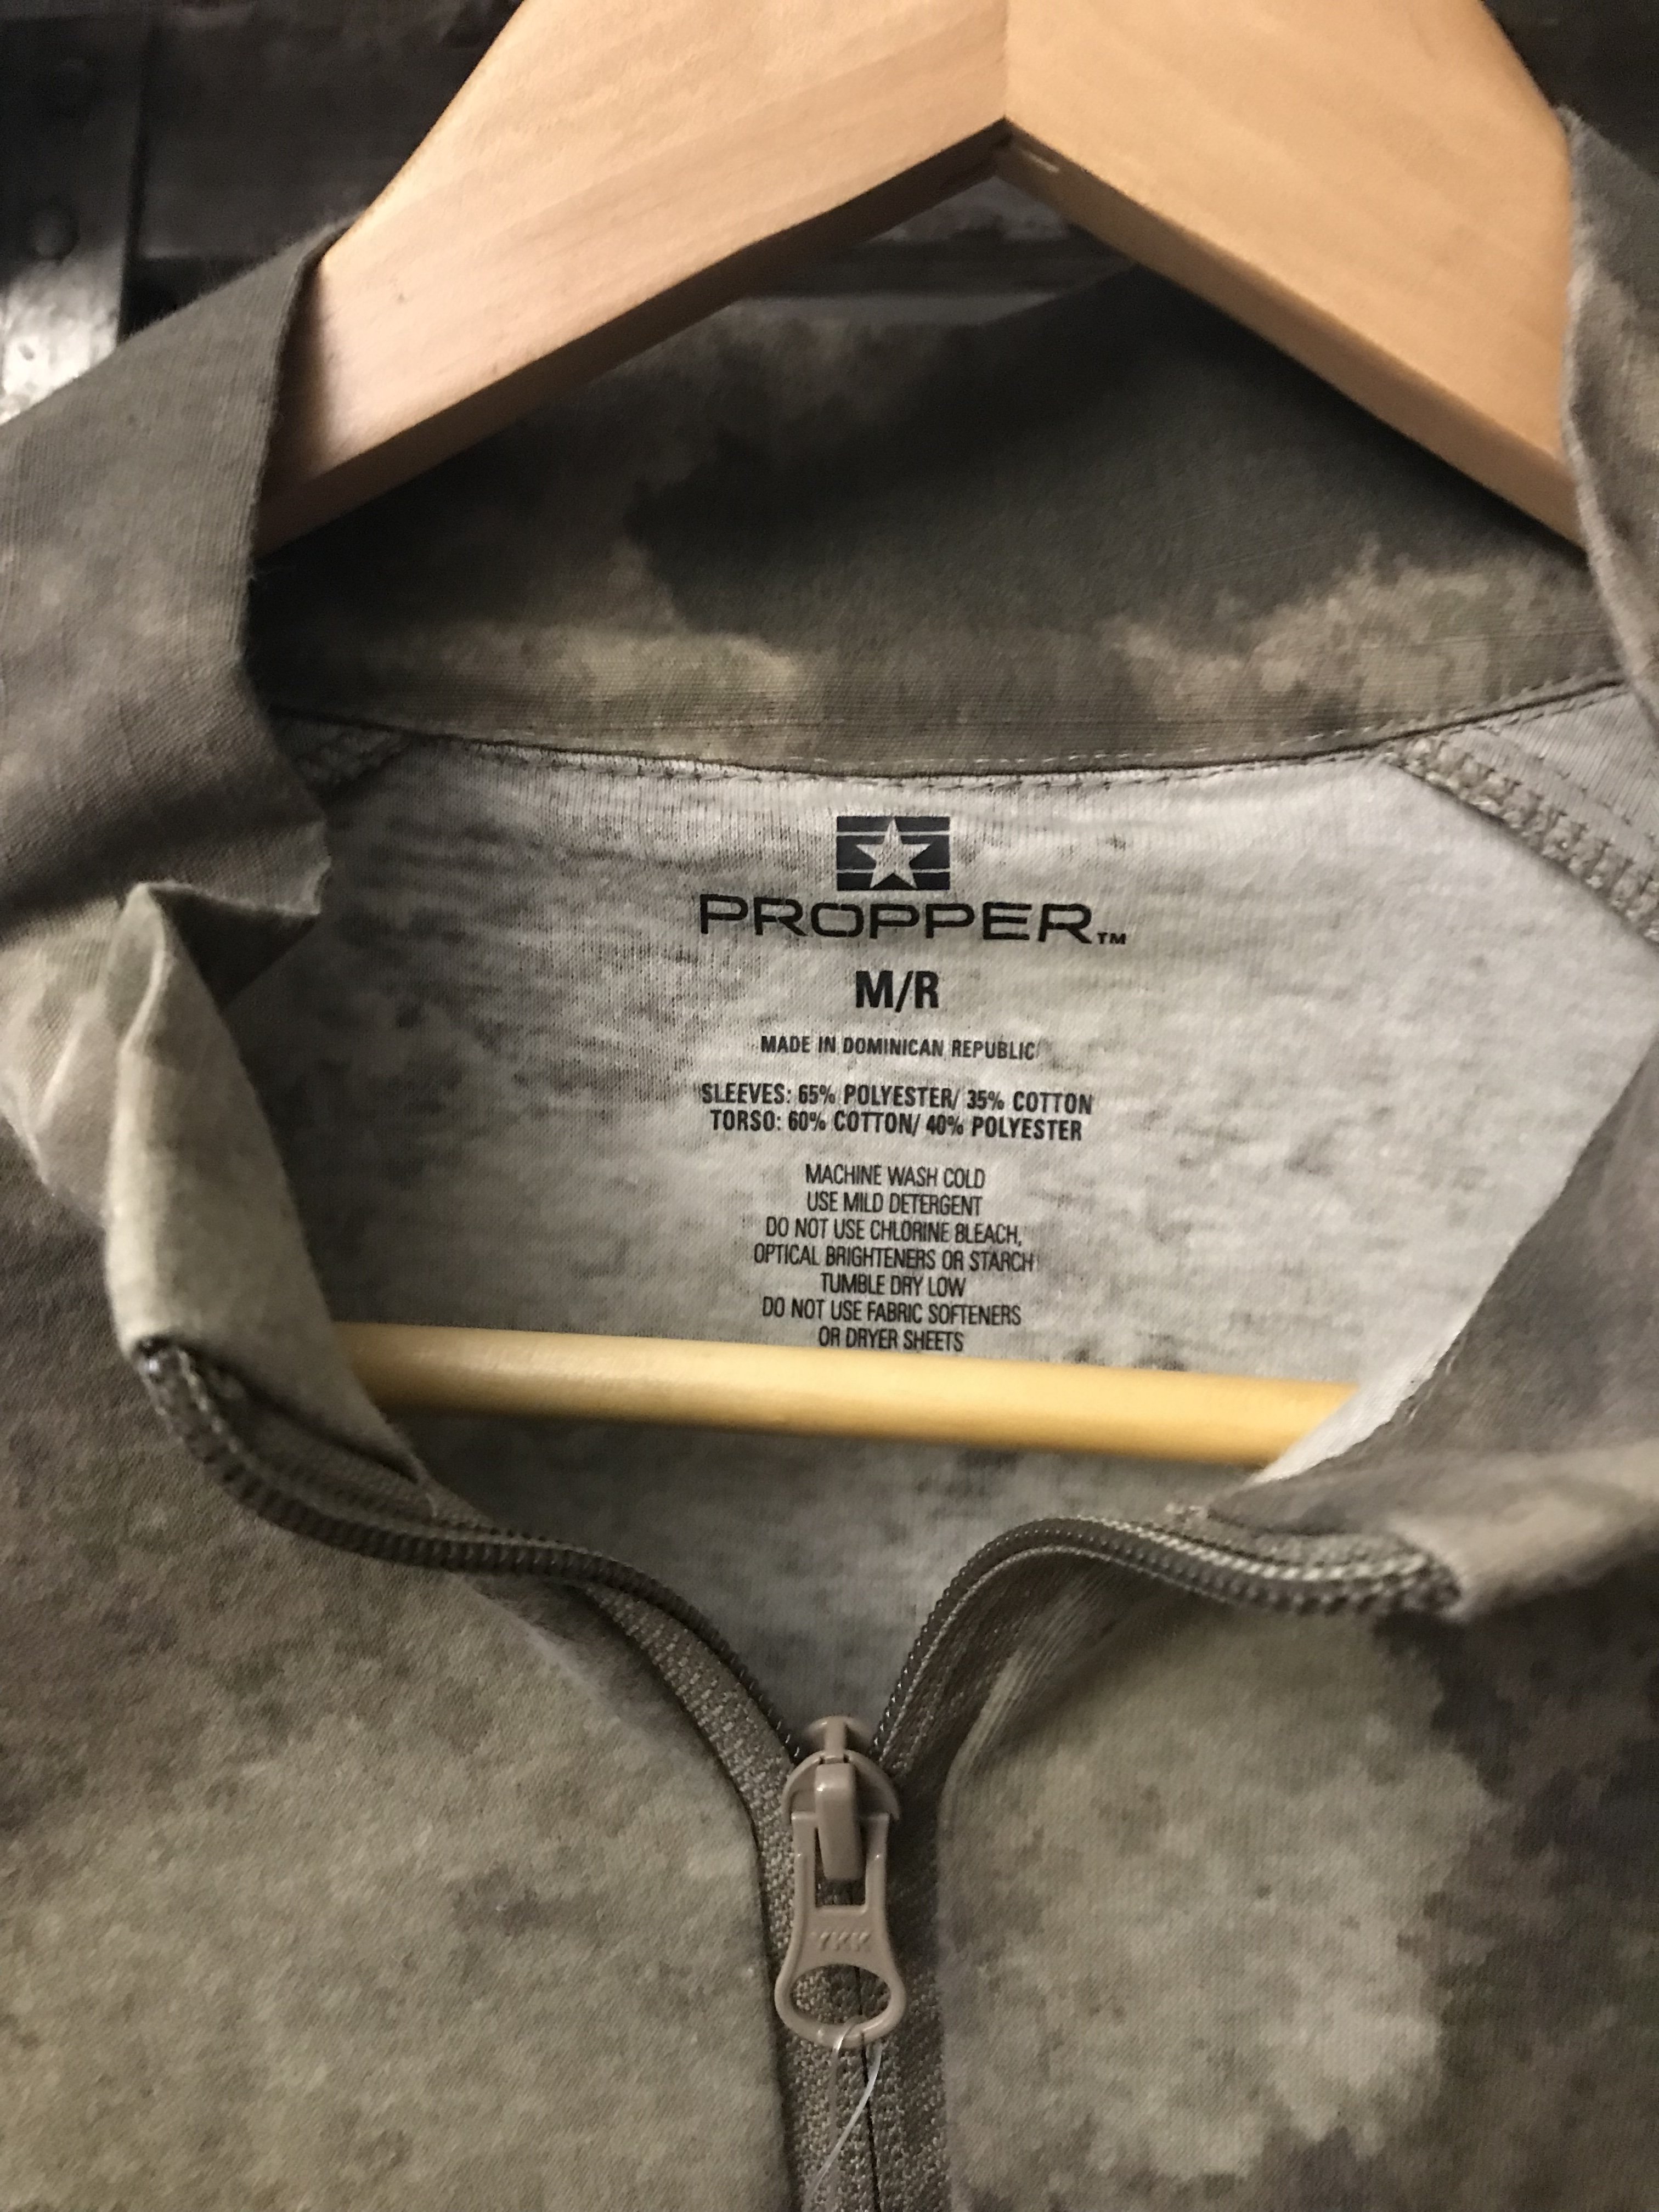 PROPPER™
M/R
MADE IN DOMINICAN REPUBLIC
SLEEVES: 65% POLYESTER/ 35% COTTON
TORSO: 60% COTTON/ 40% POLYESTER
MACHINE WASH COLD
USE MILD DETERGENT
DO NOT USE CHLORINE BLEACH,
OPTICAL BRIGHTENERS OR STARCH
TUMBLE DRY LOW
DO NOT USE FABRIC SOFTENERS
OR DRYER SHEETS
YKK